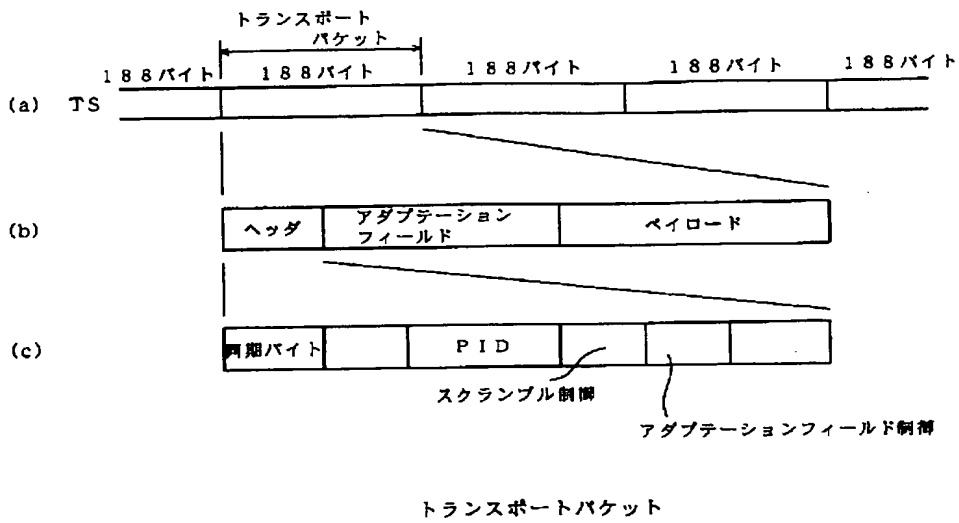 トランスポート
パケット
188バイト 188バイト 188バイト 188バイト 188バイト
(a) TS
(b) ヘッダ アダプテーション ペイロード
フィールド
(c) 同期バイト PID
スクランブル制御
アダプテーションフィールド制御
トランスポートパケット